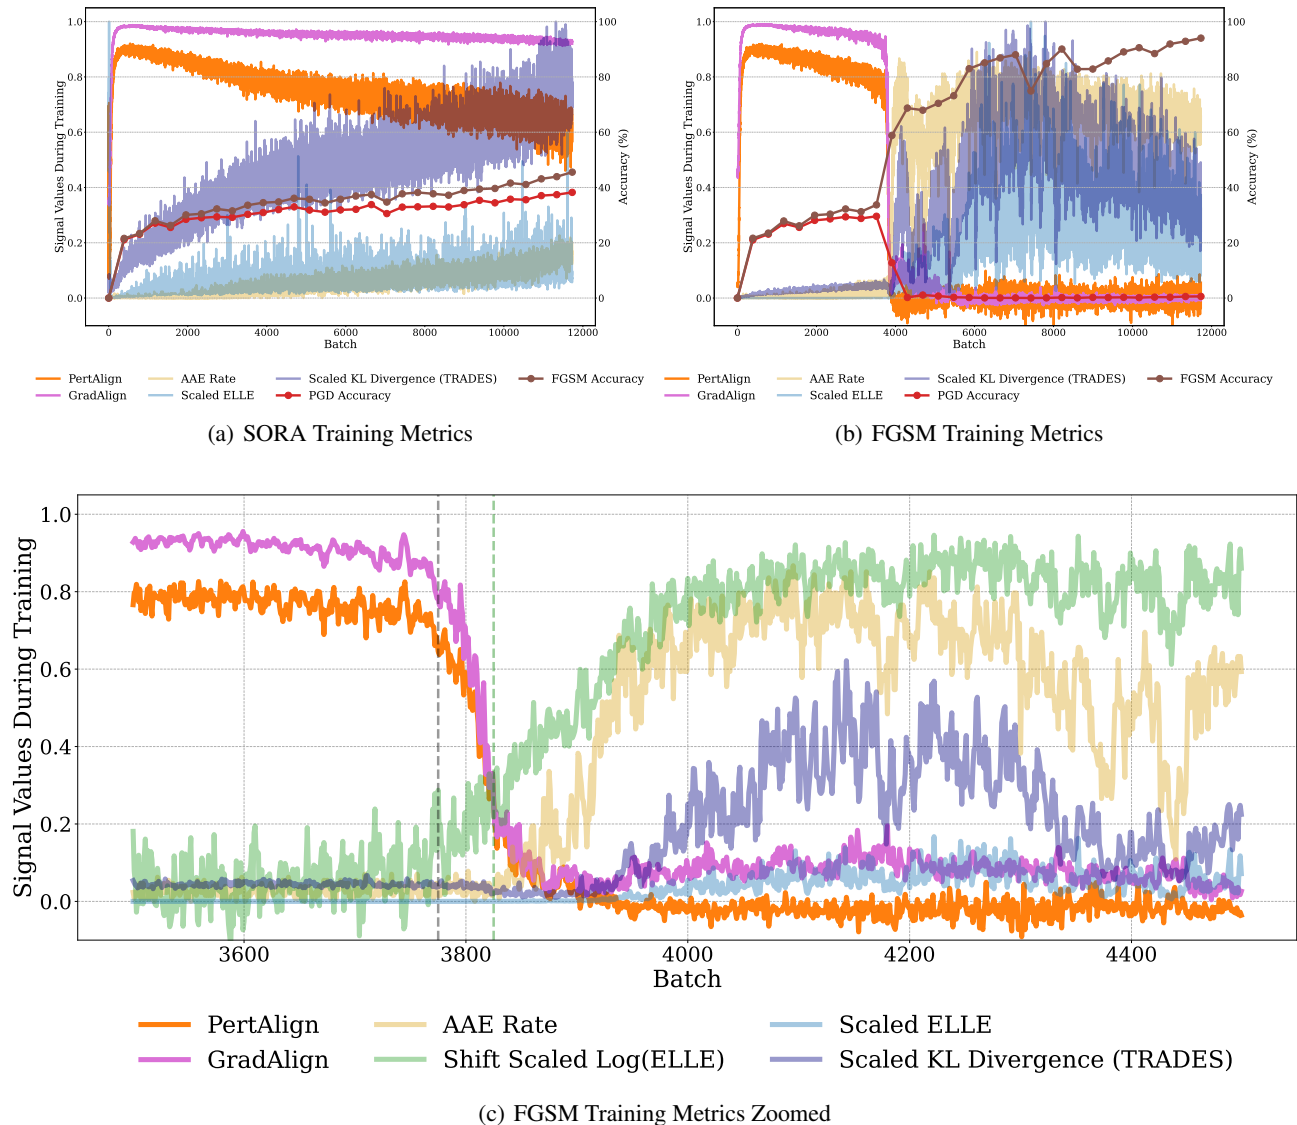 1.0
0.8
0.6
0.4
0.2
0.0
Signal Values During Training
100
80
60
40
20
0
Accuracy (%)
0 2000 4000 6000 8000 10000 12000
Batch
PertAlign AAE Rate Scaled KL Divergence (TRADES) FGSM Accuracy
GradAlign Scaled ELLE PGD Accuracy
(a) SORA Training Metrics
1.0
0.8
0.6
0.4
0.2
0.0
Signal Values During Training
100
80
60
40
20
0
Accuracy (%)
0 2000 4000 6000 8000 10000 12000
Batch
PertAlign AAE Rate Scaled KL Divergence (TRADES) FGSM Accuracy
GradAlign Scaled ELLE PGD Accuracy
(b) FGSM Training Metrics
1.0
0.8
0.6
0.4
0.2
0.0
Signal Values During Training
3600 3800 4000 4200 4400
Batch
PertAlign AAE Rate Scaled ELLE
GradAlign Shift Scaled Log(ELLE) Scaled KL Divergence (TRADES)
(c) FGSM Training Metrics Zoomed